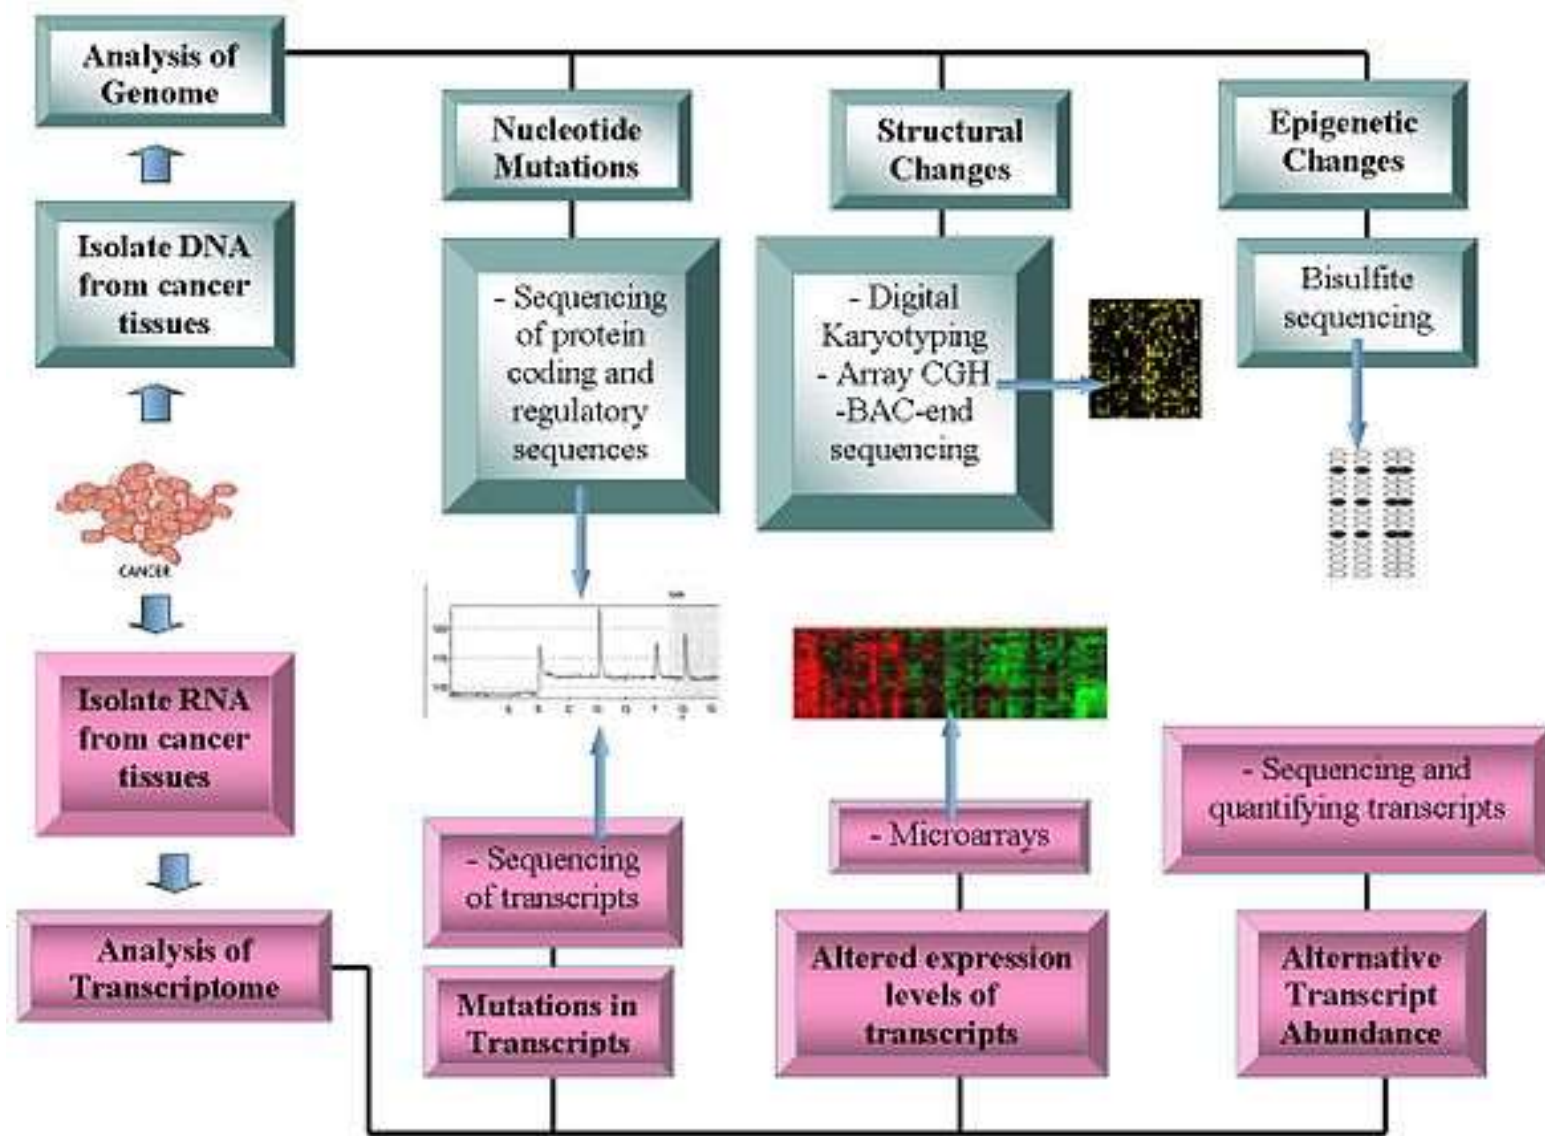 Analysis of
Genome
Nucleotide
Mutations
Structural
Changes
Epigenetic
Changes
Isolate DNA
from cancer
tissues
- Sequencing
of protein
coding and
regulatory
sequences
- Digital
Karyotyping
- Array CGH
-BAC-end
sequencing
Bisulfite
sequencing
CANCER
Isolate RNA
from cancer
tissues
- Sequencing
of transcripts
- Microarrays
- Sequencing and
quantifying transcripts
Analysis of
Transcriptome
Mutations in
Transcripts
Altered expression
levels of
transcripts
Alternative
Transcript
Abundance